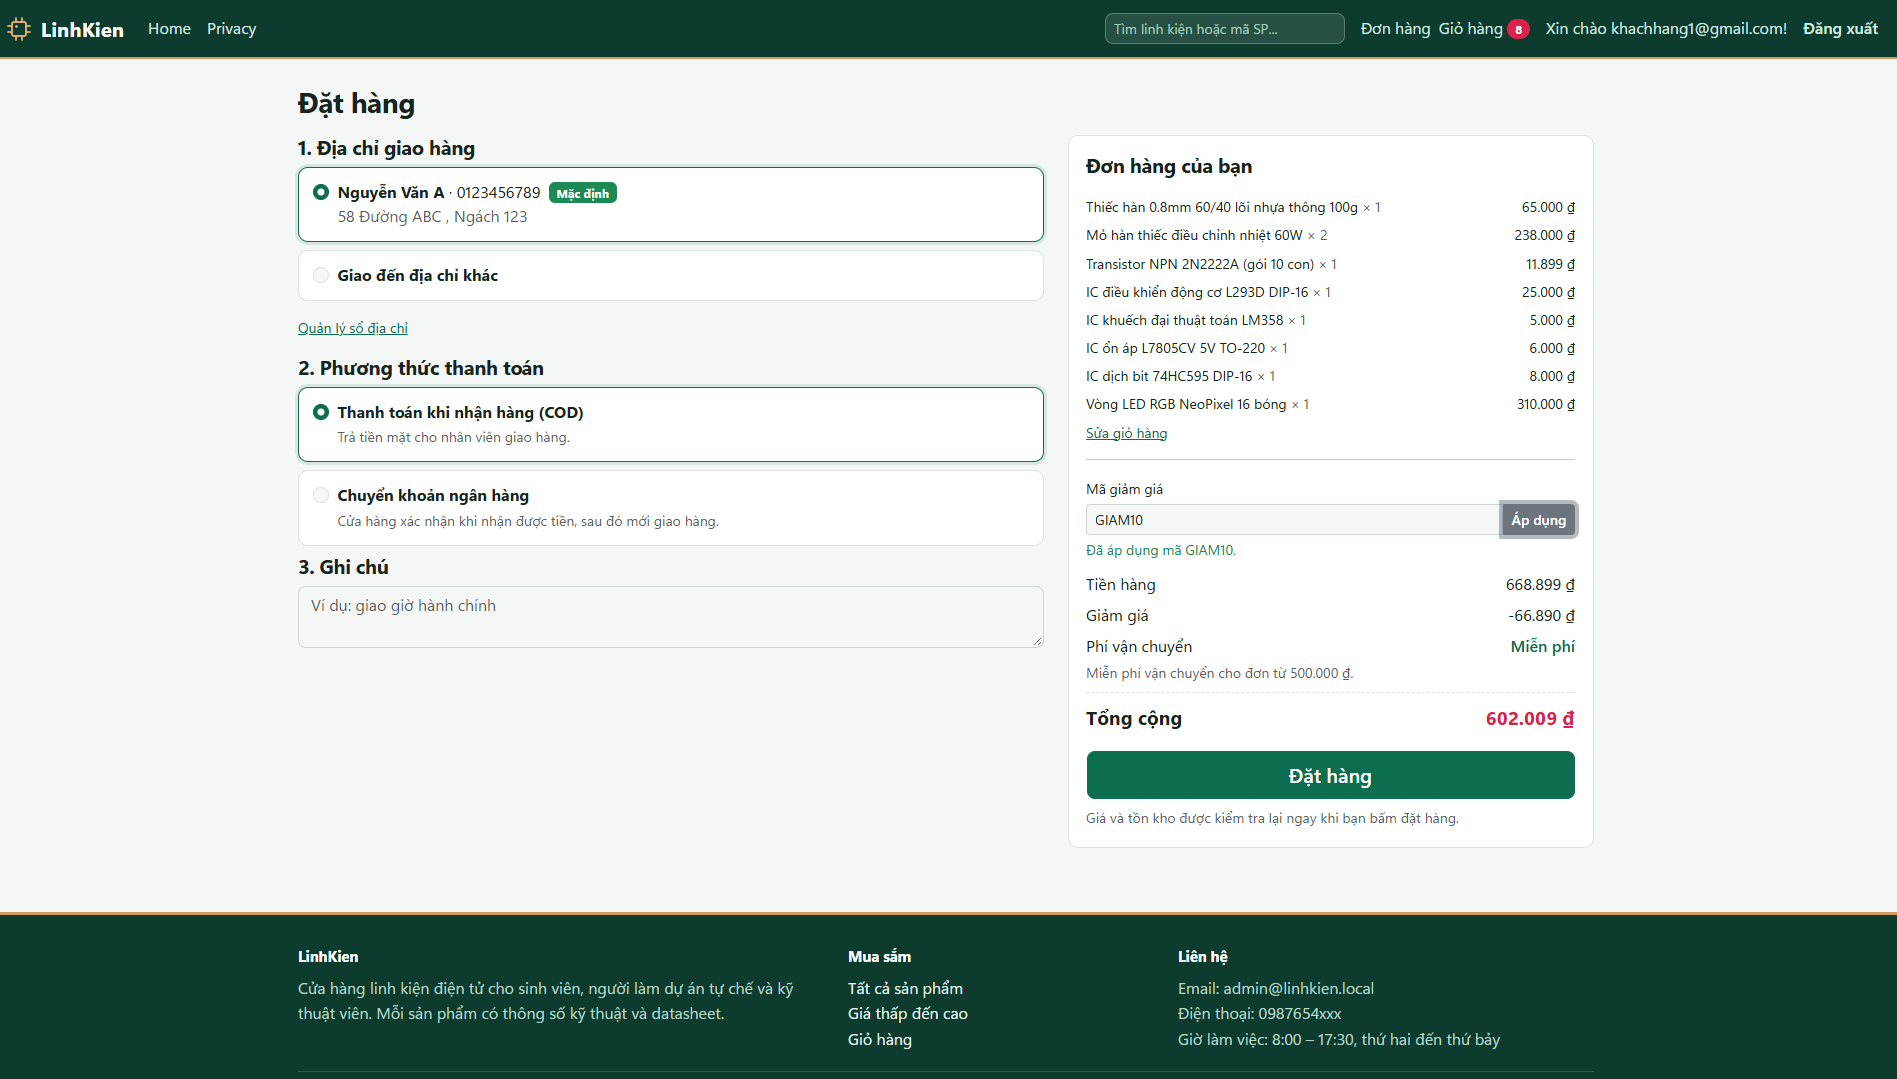 LinhKien
Home
Privacy
Tìm linh kiện hoặc mã SP...
Đơn hàng
Giỏ hàng 8
Xin chào khachhang1@gmail.com!
Đăng xuất
Đặt hàng
1. Địa chỉ giao hàng
Nguyễn Văn A · 0123456789 Mặc định
58 Đường ABC , Ngách 123
Giao đến địa chỉ khác
Quản lý sổ địa chỉ
2. Phương thức thanh toán
Thanh toán khi nhận hàng (COD)
Trả tiền mặt cho nhân viên giao hàng.
Chuyển khoản ngân hàng
Cửa hàng xác nhận khi nhận được tiền, sau đó mới giao hàng.
3. Ghi chú
Ví dụ: giao giờ hành chính
Đơn hàng của bạn
Thiếc hàn 0.8mm 60/40 lõi nhựa thông 100g × 1 65.000 ₫
Mỏ hàn thiếc điều chỉnh nhiệt 60W × 2 238.000 ₫
Transistor NPN 2N2222A (gói 10 con) × 1 11.899 ₫
IC điều khiển động cơ L293D DIP-16 × 1 25.000 ₫
IC khuếch đại thuật toán LM358 × 1 5.000 ₫
IC ổn áp L7805CV 5V TO-220 × 1 6.000 ₫
IC dịch bit 74HC595 DIP-16 × 1 8.000 ₫
Vòng LED RGB NeoPixel 16 bóng × 1 310.000 ₫
Sửa giỏ hàng
Mã giảm giá
GIAM10 Áp dụng
Đã áp dụng mã GIAM10.
Tiền hàng 668.899 ₫
Giảm giá -66.890 ₫
Phí vận chuyển Miễn phí
Miễn phí vận chuyển cho đơn từ 500.000 ₫.
Tổng cộng 602.009 ₫
Đặt hàng
Giá và tồn kho được kiểm tra lại ngay khi bạn bấm đặt hàng.
LinhKien
Cửa hàng linh kiện điện tử cho sinh viên, người làm dự án tự chế và kỹ
thuật viên. Mỗi sản phẩm có thông số kỹ thuật và datasheet.
Mua sắm
Tất cả sản phẩm
Giá thấp đến cao
Giỏ hàng
Liên hệ
Email: admin@linhkien.local
Điện thoại: 0987654xxx
Giờ làm việc: 8:00 – 17:30, thứ hai đến thứ bảy